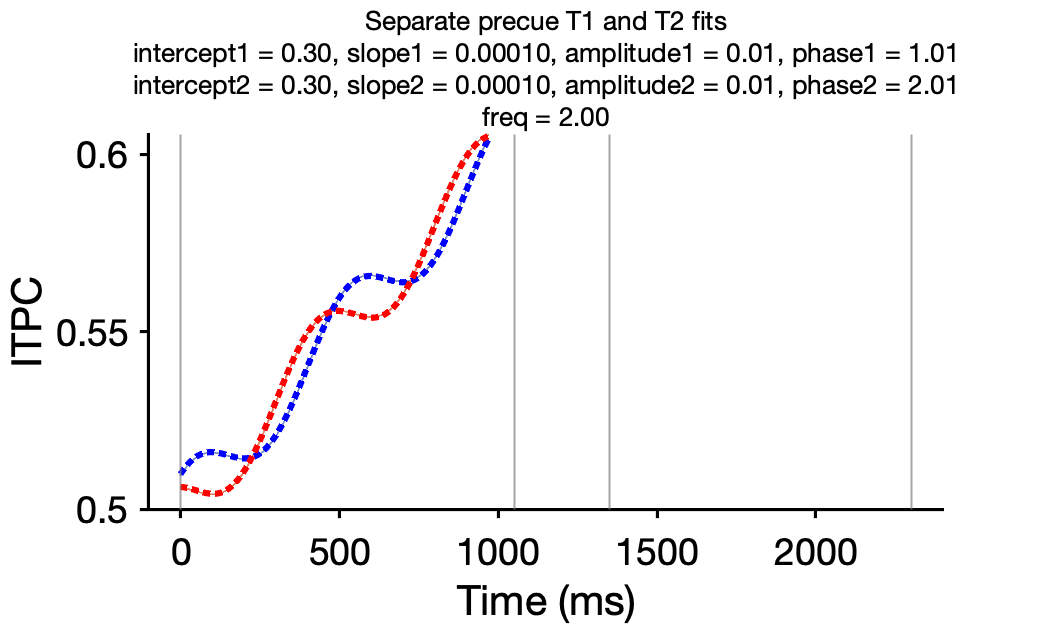 Separate precue T1 and T2 fits
intercept1 = 0.30, slope1 = 0.00010, amplitude1 = 0.01, phase1 = 1.01
intercept2 = 0.30, slope2 = 0.00010, amplitude2 = 0.01, phase2 = 2.01
freq = 2.00
0.6
0.55
0.5
ITPC
0 500 1000 1500 2000
Time (ms)